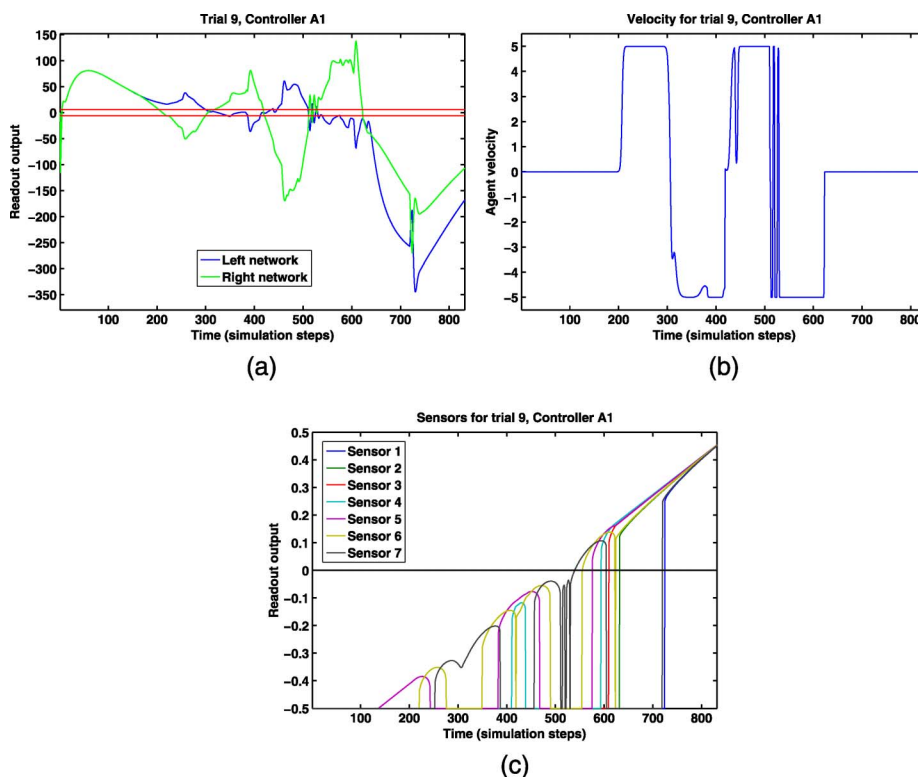 Trial 9, Controller A1
150
100
50
0
−50
−100
−150
−200
−250
−300
−350
Readout output
Left network
Right network
100 200 300 400 500 600 700 800
Time (simulation steps)
(a)
Velocity for trial 9, Controller A1
5
4
3
2
1
0
−1
−2
−3
−4
−5
Agent velocity
100 200 300 400 500 600 700 800
Time (simulation steps)
(b)
Sensors for trial 9, Controller A1
0.5
0.4
0.3
0.2
0.1
0
−0.1
−0.2
−0.3
−0.4
−0.5
Readout output
Sensor 1
Sensor 2
Sensor 3
Sensor 4
Sensor 5
Sensor 6
Sensor 7
100 200 300 400 500 600 700 800
Time (simulation steps)
(c)